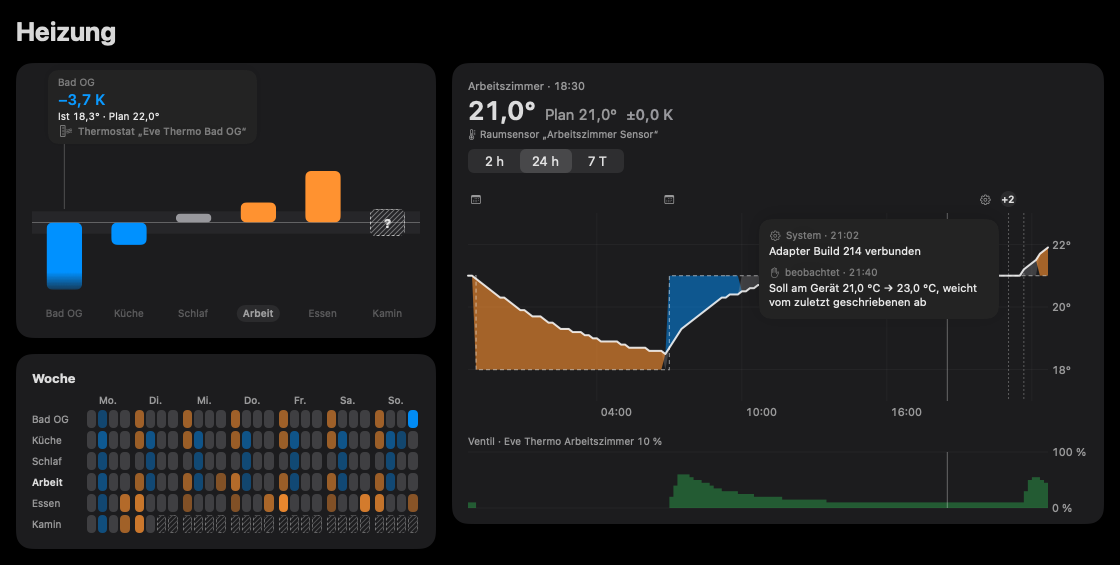 Heizung
Bad OG
−3,7 K
Ist 18,3° · Plan 22,0°
Thermostat „Eve Thermo Bad OG“
?
Bad OG
Küche
Schlaf
Arbeit
Essen
Kamin
Woche
Mo. Di. Mi. Do. Fr. Sa. So.
Bad OG
Küche
Schlaf
Arbeit
Essen
Kamin
Arbeitszimmer · 18:30
21,0° Plan 21,0° ±0,0 K
Raumsensor „Arbeitszimmer Sensor“
2 h 24 h 7 T
+2
System · 21:02
Adapter Build 214 verbunden
beobachtet · 21:40
Soll am Gerät 21,0 °C → 23,0 °C, weicht
vom zuletzt geschriebenen ab
22°
20°
18°
04:00 10:00 16:00
Ventil · Eve Thermo Arbeitszimmer 10 %
100 %
0 %